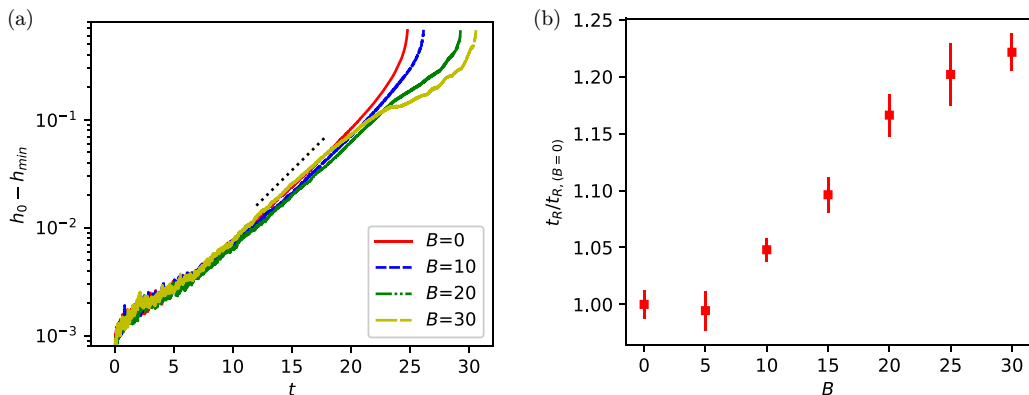 (a)
h₀ − h_min
10⁻¹
10⁻²
10⁻³
0 5 10 15 20 25 30
t
B=0
B=10
B=20
B=30
(b)
t_R/t_R,(B=0)
1.25
1.20
1.15
1.10
1.05
1.00
0 5 10 15 20 25 30
B